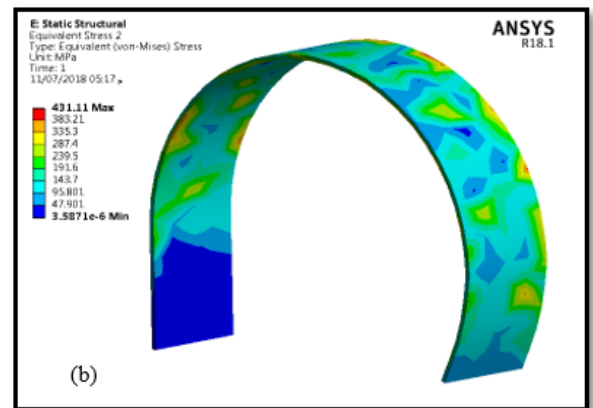 E: Static Structural
Equivalent Stress 2
Type: Equivalent (von-Mises) Stress
Unit: MPa
Time: 1
11/07/2018 05:17 م
ANSYS
R18.1
431.11 Max
383.21
335.3
287.4
239.5
191.6
143.7
95.801
47.901
3.5871e-6 Min
(b)